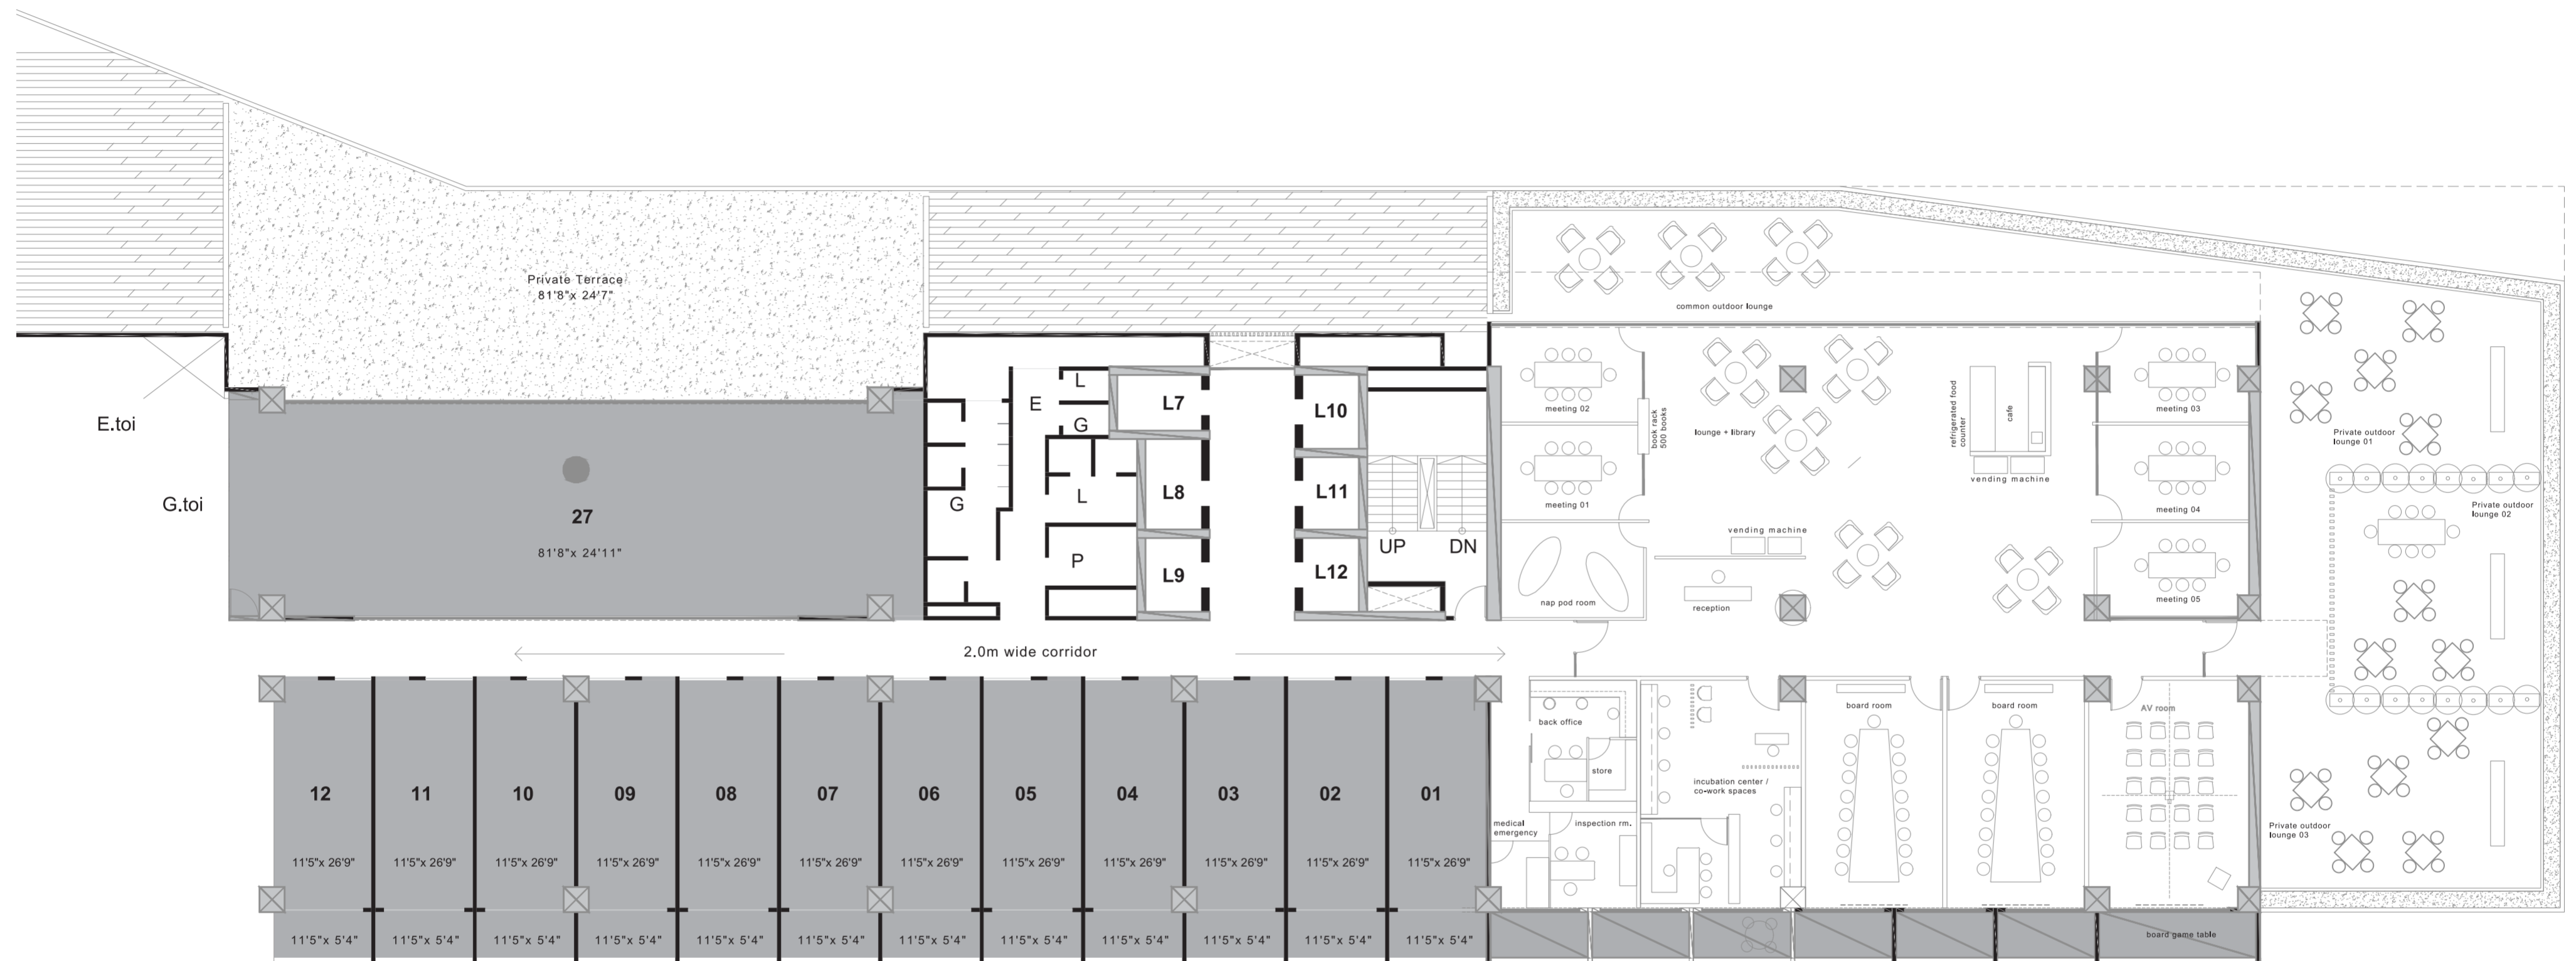 Private Terrace
81'8"x 24'7"
common outdoor lounge
E.toi
G.toi
27
81'8"x 24'11"
G
E
L
G
L
P
L7
L8
L9
L10
L11
L12
UP
DN
meeting 02
meeting 01
nap pod room
book rack
500 books
lounge + library
refrigerated food
counter
cafe
vending machine
vending machine
reception
meeting 03
meeting 04
meeting 05
Private outdoor
lounge 01
Private outdoor
lounge 02
Private outdoor
lounge 03
2.0m wide corridor
12
11
10
09
08
07
06
05
04
03
02
01
11'5"x 26'9"
11'5"x 26'9"
11'5"x 26'9"
11'5"x 26'9"
11'5"x 26'9"
11'5"x 26'9"
11'5"x 26'9"
11'5"x 26'9"
11'5"x 26'9"
11'5"x 26'9"
11'5"x 26'9"
11'5"x 26'9"
11'5"x 5'4"
11'5"x 5'4"
11'5"x 5'4"
11'5"x 5'4"
11'5"x 5'4"
11'5"x 5'4"
11'5"x 5'4"
11'5"x 5'4"
11'5"x 5'4"
11'5"x 5'4"
11'5"x 5'4"
11'5"x 5'4"
back office
store
medical
emergency
inspection rm.
incubation center /
co-work spaces
board room
board room
AV room
board game table